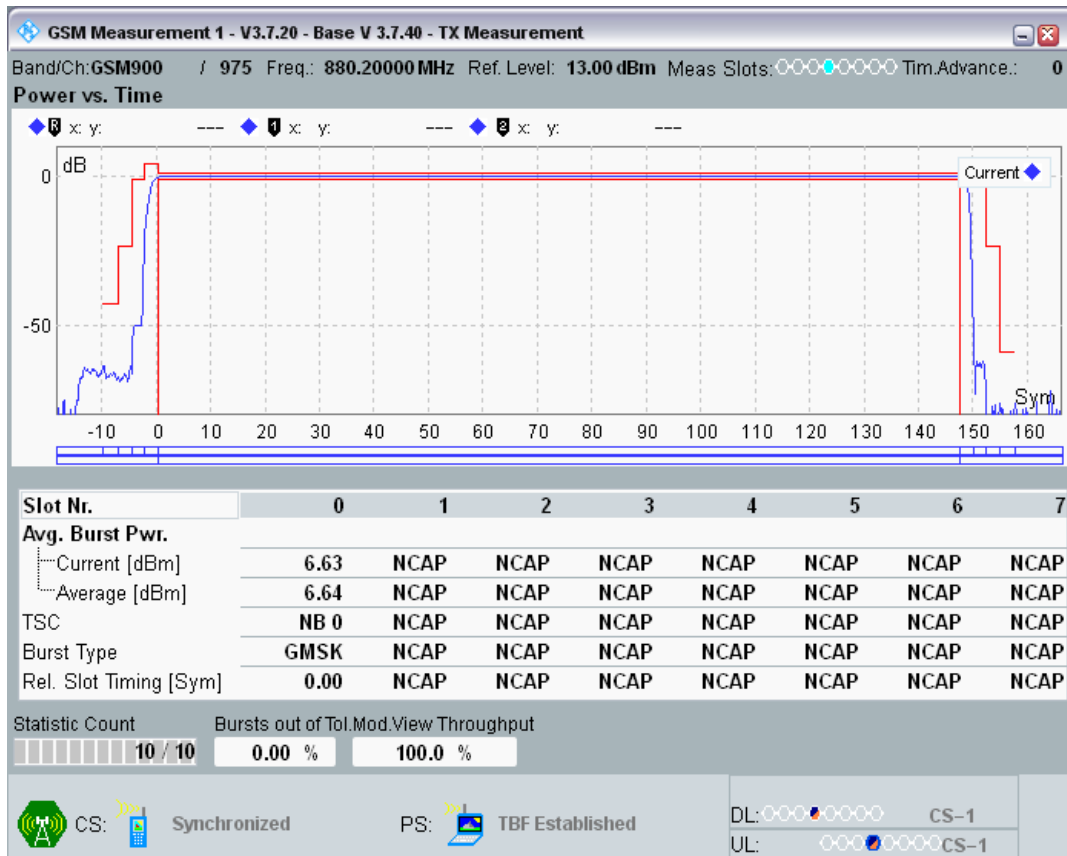 GSM Measurement 1 - V3.7.20 - Base V 3.7.40 - TX Measurement
Band/Ch:GSM900 / 975 Freq.: 880.20000 MHz Ref. Level: 13.00 dBm Meas Slots: Tim.Advance.: 0
Power vs. Time
R x: y: --- 1 x: y: --- 2 x: y: ---
dB
Current
0
-50
Sym
-10 0 10 20 30 40 50 60 70 80 90 100 110 120 130 140 150 160
Slot Nr. 0 1 2 3 4 5 6 7
Avg. Burst Pwr.
Current [dBm] 6.63 NCAP NCAP NCAP NCAP NCAP NCAP NCAP
Average [dBm] 6.64 NCAP NCAP NCAP NCAP NCAP NCAP NCAP
TSC NB 0 NCAP NCAP NCAP NCAP NCAP NCAP NCAP
Burst Type GMSK NCAP NCAP NCAP NCAP NCAP NCAP NCAP
Rel. Slot Timing [Sym] 0.00 NCAP NCAP NCAP NCAP NCAP NCAP NCAP
Statistic Count Bursts out of Tol. Mod.View Throughput
10 / 10 0.00 % 100.0 %
CS: Synchronized PS: TBF Established
DL: CS-1
UL: CS-1